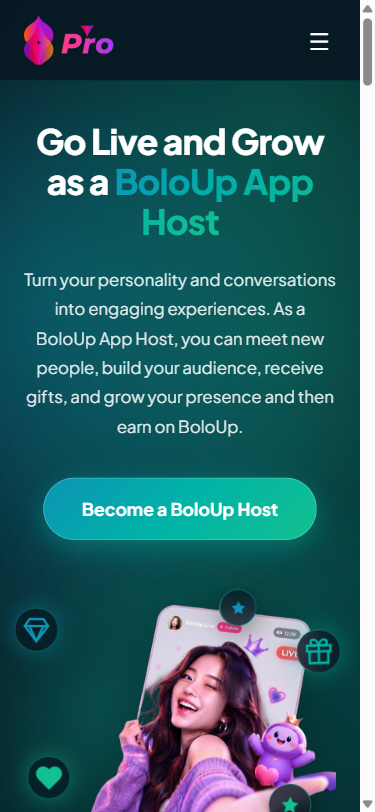 Pro
Go Live and Grow
as a BoloUp App
Host
Turn your personality and conversations
into engaging experiences. As a
BoloUp App Host, you can meet new
people, build your audience, receive
gifts, and grow your presence and then
earn on BoloUp.
Become a BoloUp Host
BoloUp Live
LIVE